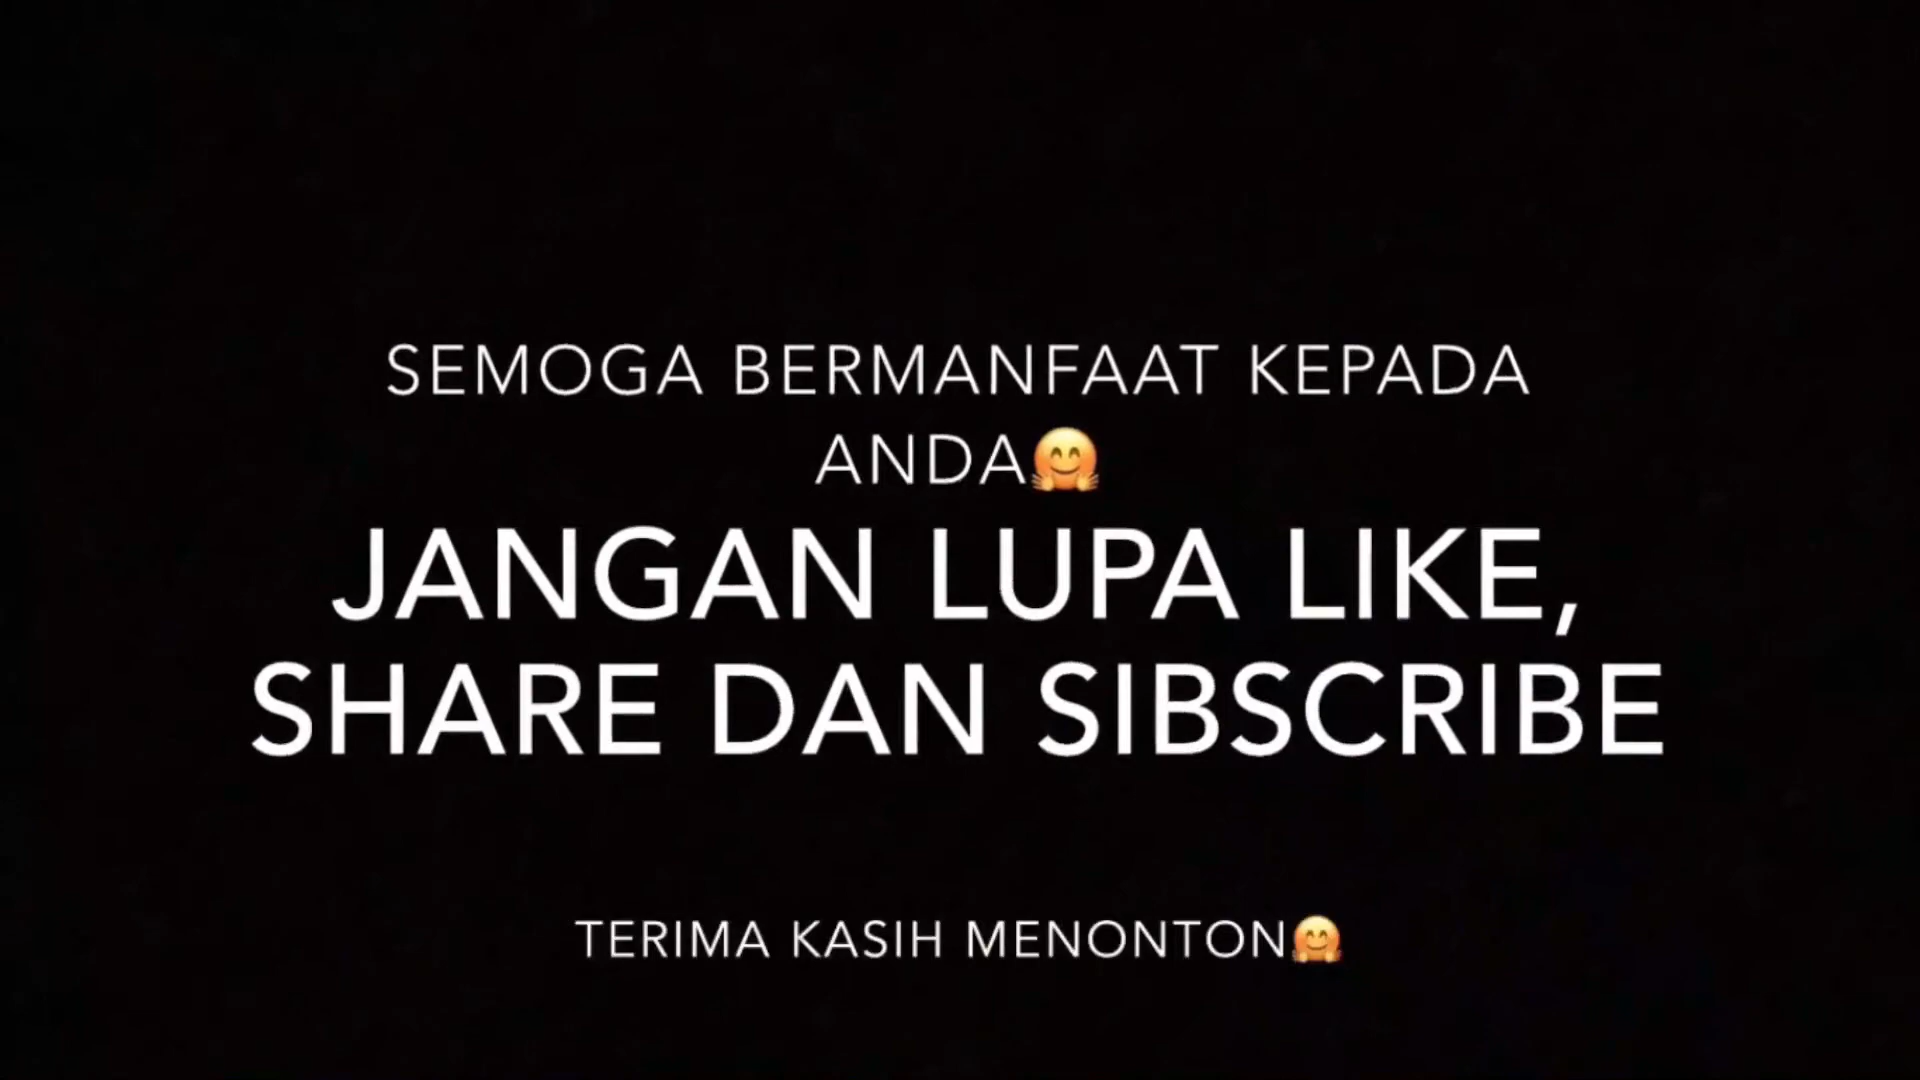 SEMOGA BERMANFAAT KEPADA
ANDA🤗
JANGAN LUPA LIKE,
SHARE DAN SIBSCRIBE
TERIMA KASIH MENONTON🤗